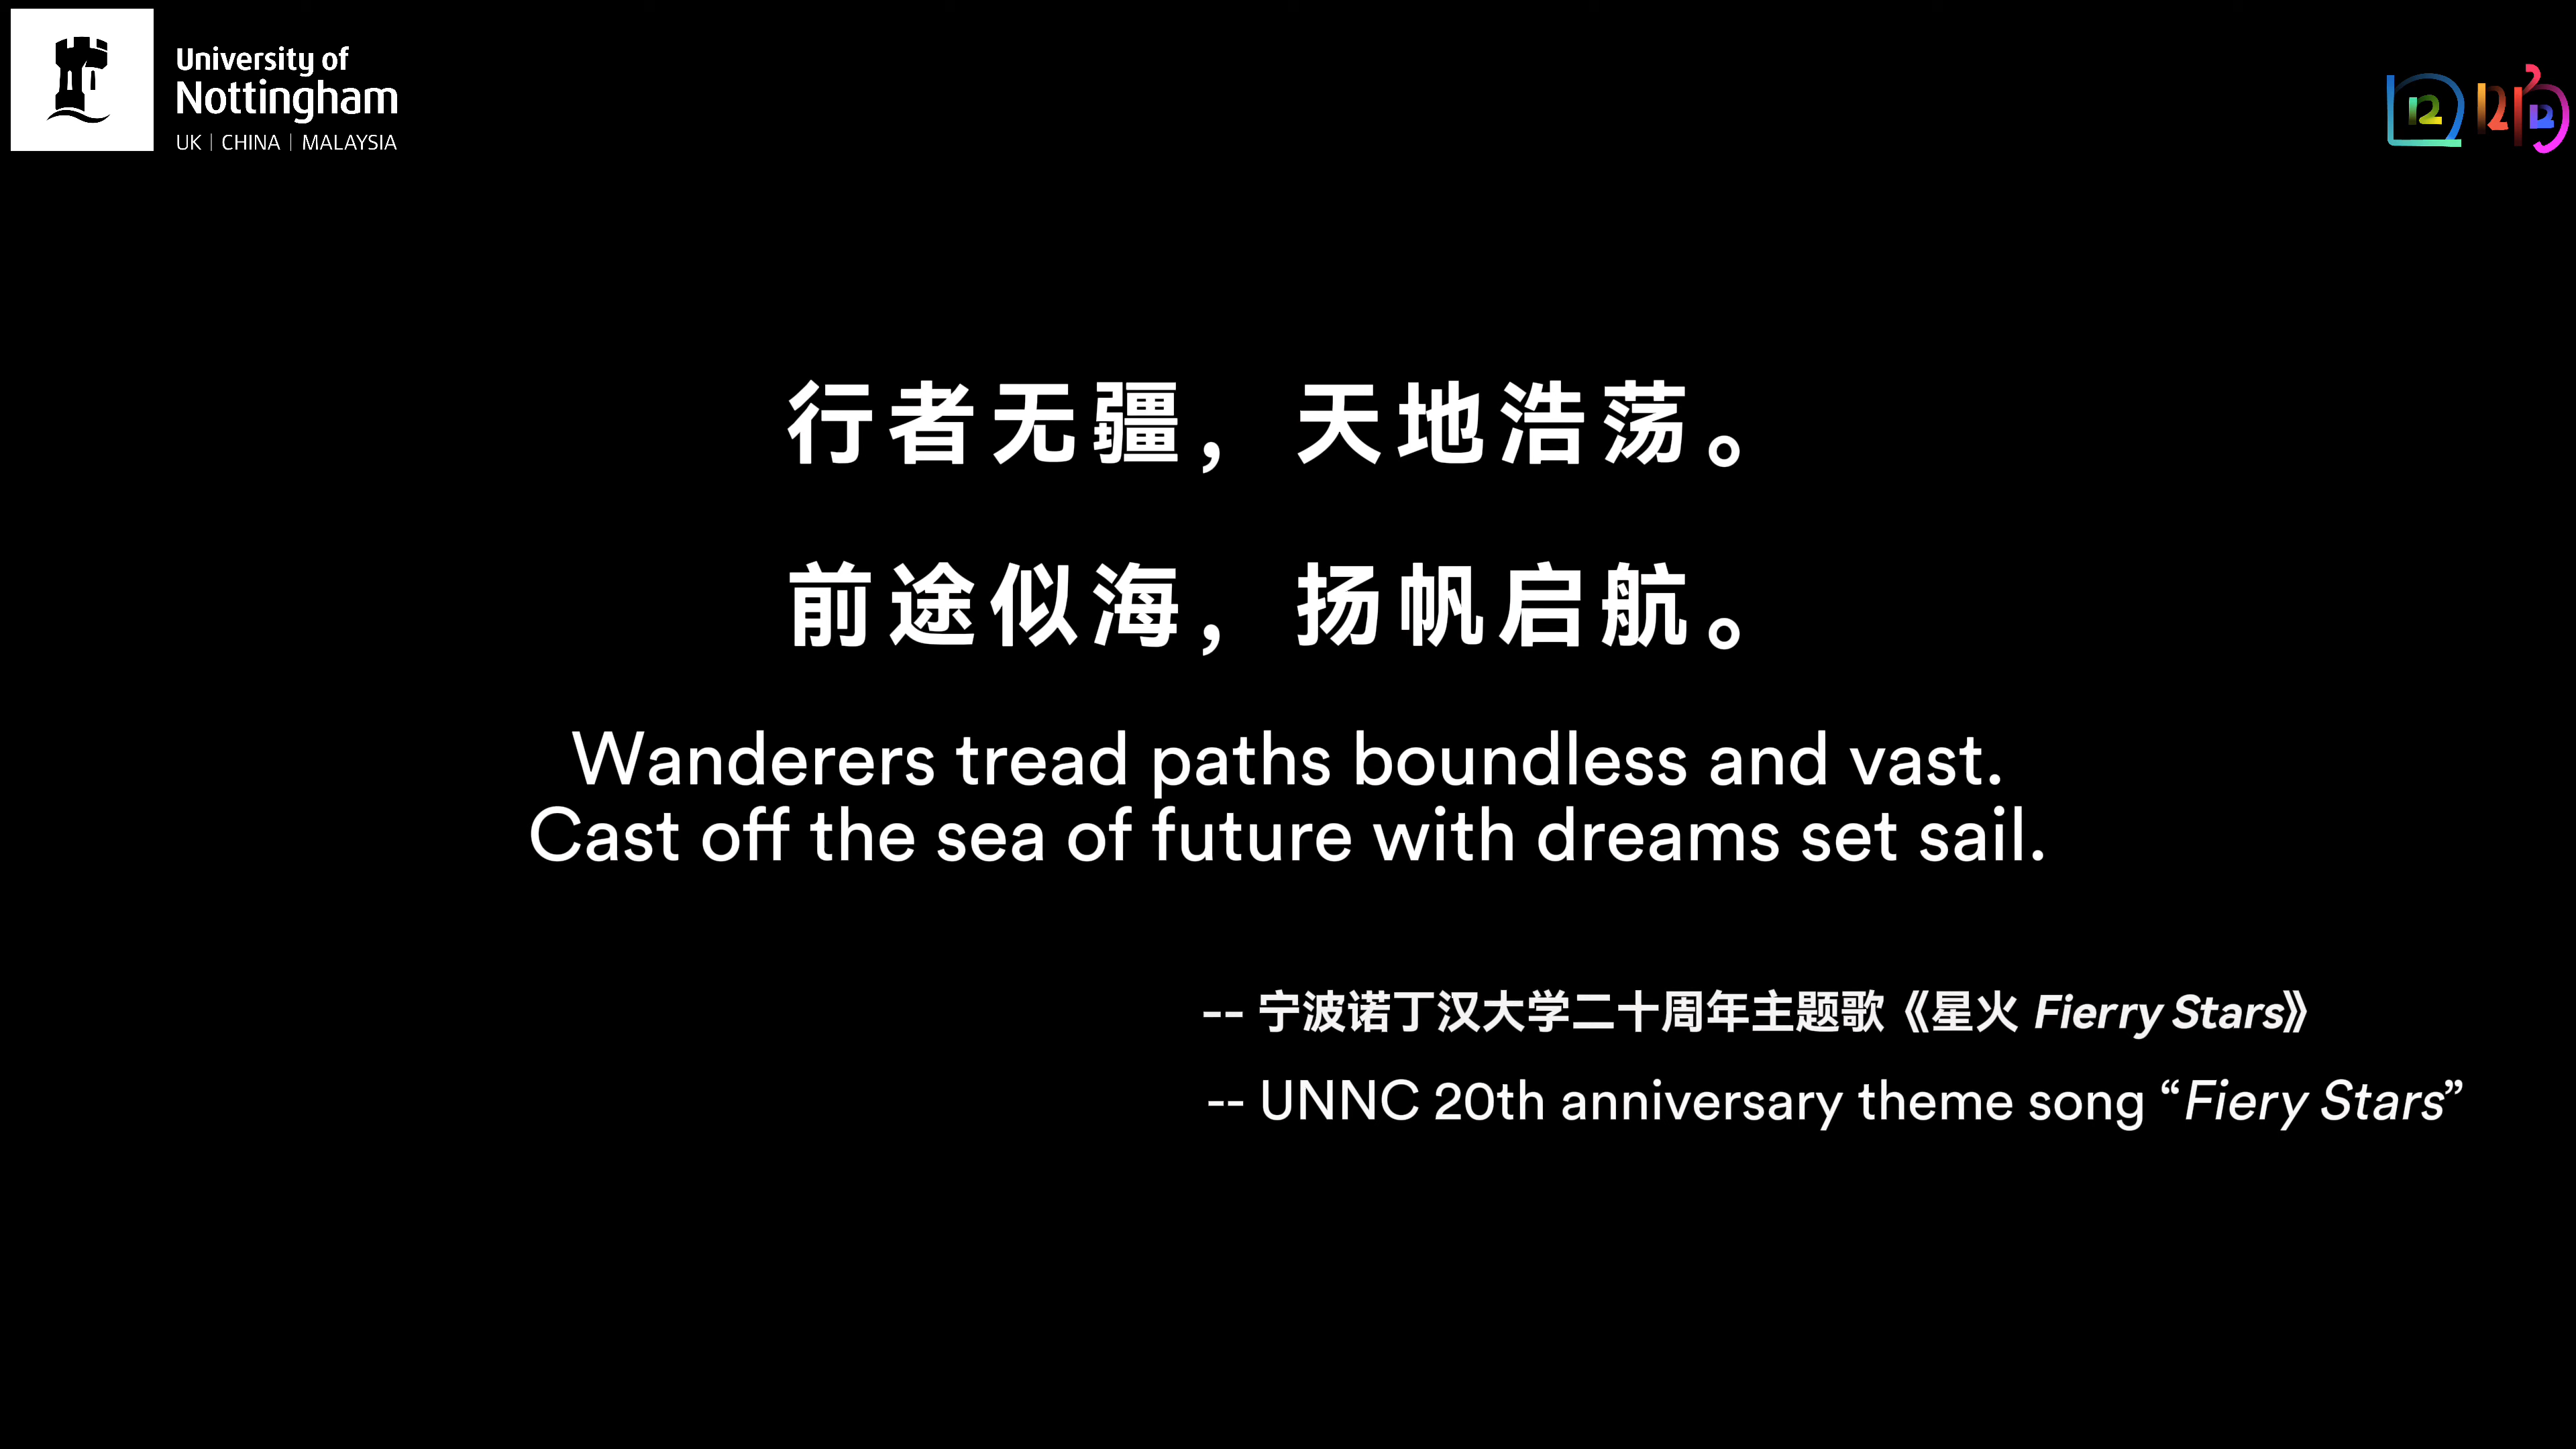 University of
Nottingham
UK | CHINA | MALAYSIA
行者无疆，天地浩荡。
前途似海，扬帆启航。
Wanderers tread paths boundless and vast.
Cast off the sea of future with dreams set sail.
-- 宁波诺丁汉大学二十周年主题歌《星火 Fierry Stars》
-- UNNC 20th anniversary theme song “Fiery Stars”